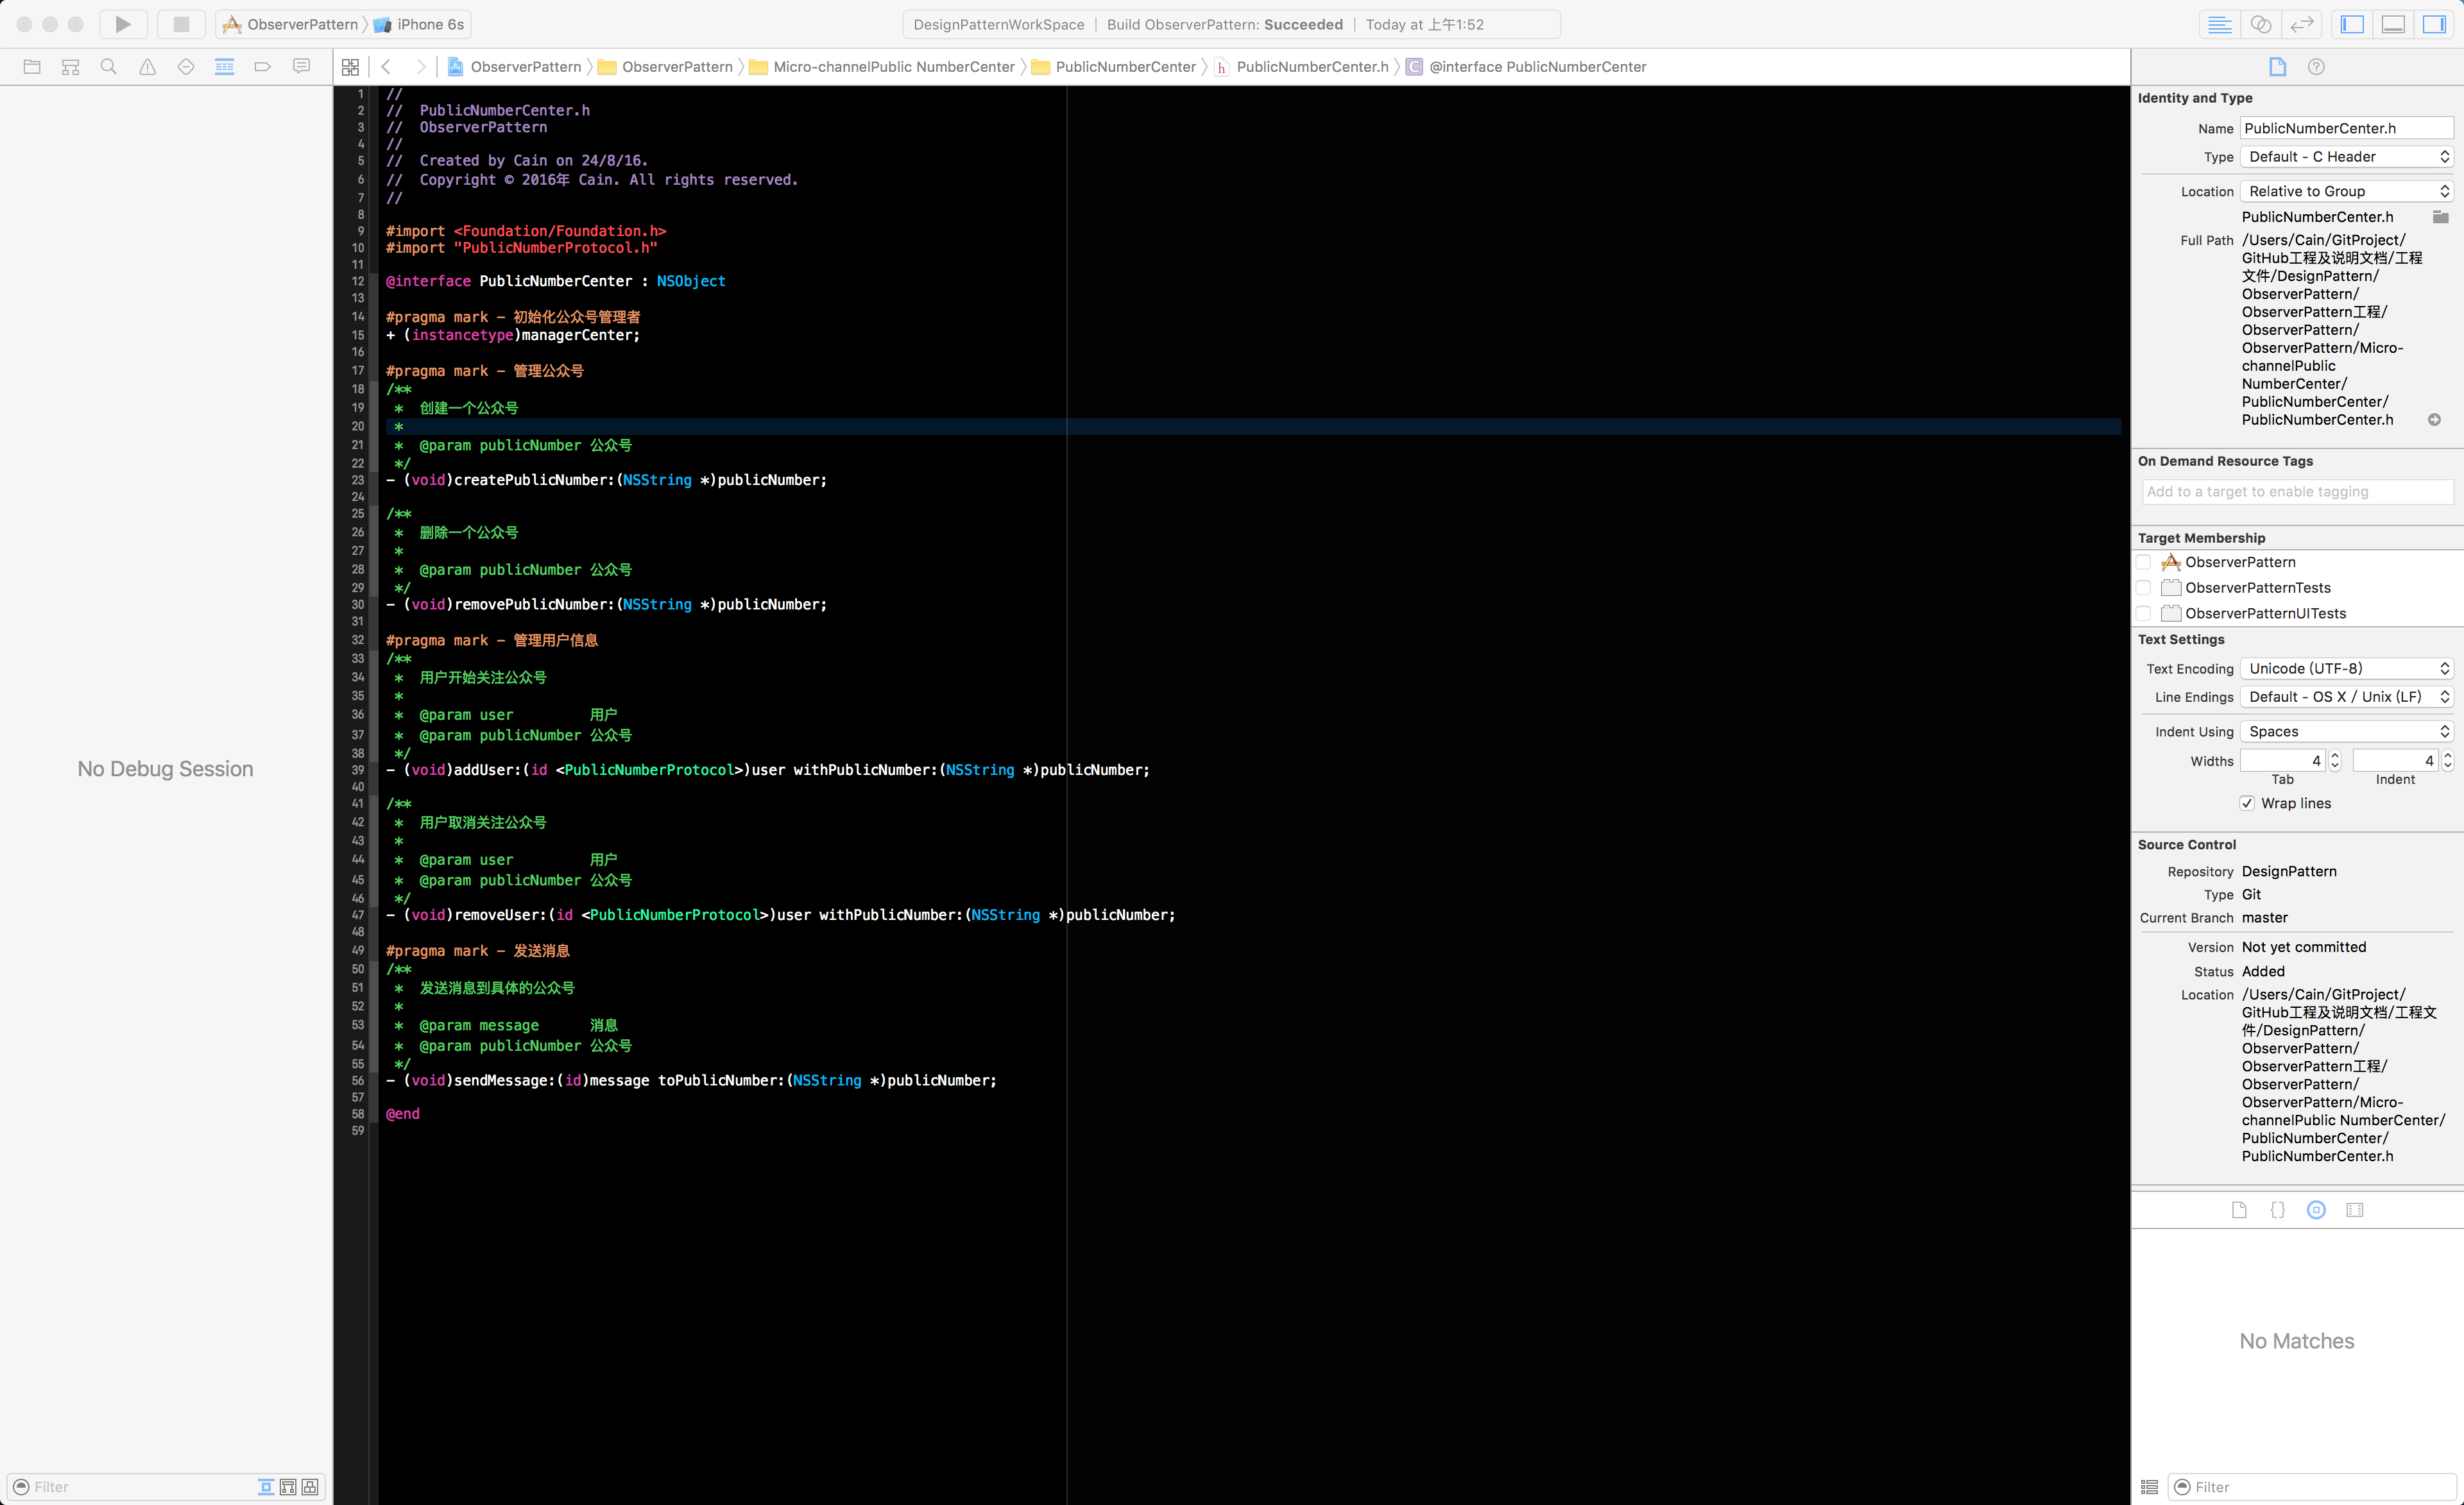 ObserverPattern 〉 iPhone 6s
DesignPatternWorkSpace | Build ObserverPattern: Succeeded | Today at 上午1:52
ObserverPattern 〉 ObserverPattern 〉 Micro-channelPublic NumberCenter 〉 PublicNumberCenter 〉 h PublicNumberCenter.h 〉 C @interface PublicNumberCenter
No Debug Session
Filter
1 //
2 //  PublicNumberCenter.h
3 //  ObserverPattern
4 //
5 //  Created by Cain on 24/8/16.
6 //  Copyright © 2016年 Cain. All rights reserved.
7 //
8
9 #import <Foundation/Foundation.h>
10 #import "PublicNumberProtocol.h"
11
12 @interface PublicNumberCenter : NSObject
13
14 #pragma mark - 初始化公众号管理者
15 + (instancetype)managerCenter;
16
17 #pragma mark - 管理公众号
18 /**
19  *  创建一个公众号
20  *
21  *  @param publicNumber 公众号
22  */
23 - (void)createPublicNumber:(NSString *)publicNumber;
24
25 /**
26  *  删除一个公众号
27  *
28  *  @param publicNumber 公众号
29  */
30 - (void)removePublicNumber:(NSString *)publicNumber;
31
32 #pragma mark - 管理用户信息
33 /**
34  *  用户开始关注公众号
35  *
36  *  @param user         用户
37  *  @param publicNumber 公众号
38  */
39 - (void)addUser:(id <PublicNumberProtocol>)user withPublicNumber:(NSString *)publicNumber;
40
41 /**
42  *  用户取消关注公众号
43  *
44  *  @param user         用户
45  *  @param publicNumber 公众号
46  */
47 - (void)removeUser:(id <PublicNumberProtocol>)user withPublicNumber:(NSString *)publicNumber;
48
49 #pragma mark - 发送消息
50 /**
51  *  发送消息到具体的公众号
52  *
53  *  @param message      消息
54  *  @param publicNumber 公众号
55  */
56 - (void)sendMessage:(id)message toPublicNumber:(NSString *)publicNumber;
57
58 @end
59
Identity and Type
Name PublicNumberCenter.h
Type Default - C Header
Location Relative to Group
PublicNumberCenter.h
Full Path /Users/Cain/GitProject/
GitHub工程及说明文档/工程
文件/DesignPattern/
ObserverPattern/
ObserverPattern工程/
ObserverPattern/
ObserverPattern/Micro-
channelPublic
NumberCenter/
PublicNumberCenter/
PublicNumberCenter.h
On Demand Resource Tags
Add to a target to enable tagging
Target Membership
ObserverPattern
ObserverPatternTests
ObserverPatternUITests
Text Settings
Text Encoding Unicode (UTF-8)
Line Endings Default - OS X / Unix (LF)
Indent Using Spaces
Widths 4 4
Tab Indent
Wrap lines
Source Control
Repository DesignPattern
Type Git
Current Branch master
Version Not yet committed
Status Added
Location /Users/Cain/GitProject/
GitHub工程及说明文档/工程文
件/DesignPattern/
ObserverPattern/
ObserverPattern工程/
ObserverPattern/
ObserverPattern/Micro-
channelPublic NumberCenter/
PublicNumberCenter/
PublicNumberCenter.h
No Matches
Filter